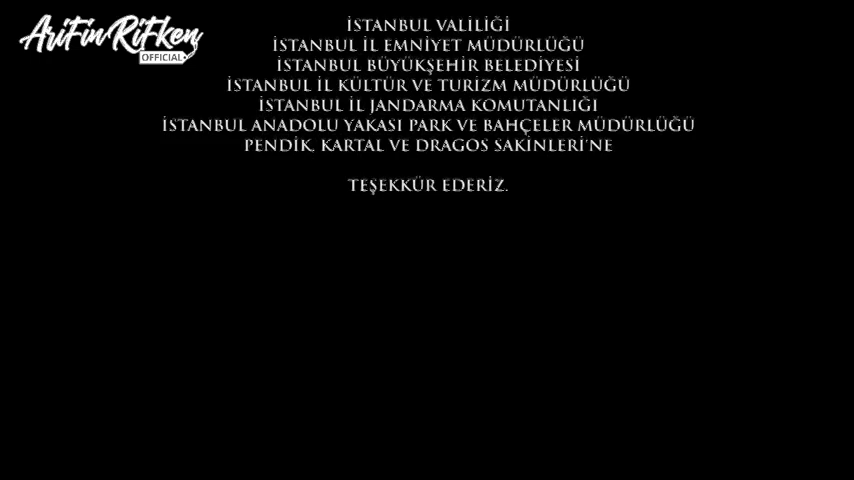 ArifinRifken
OFFICIAL
İSTANBUL VALİLİĞİ
İSTANBUL İL EMNİYET MÜDÜRLÜĞÜ
İSTANBUL BÜYÜKŞEHİR BELEDİYESİ
İSTANBUL İL KÜLTÜR VE TURİZM MÜDÜRLÜĞÜ
İSTANBUL İL JANDARMA KOMUTANLIĞI
İSTANBUL ANADOLU YAKASI PARK VE BAHÇELER MÜDÜRLÜĞÜ
PENDİK, KARTAL VE DRAGOS SAKİNLERİ'NE
TEŞEKKÜR EDERİZ.